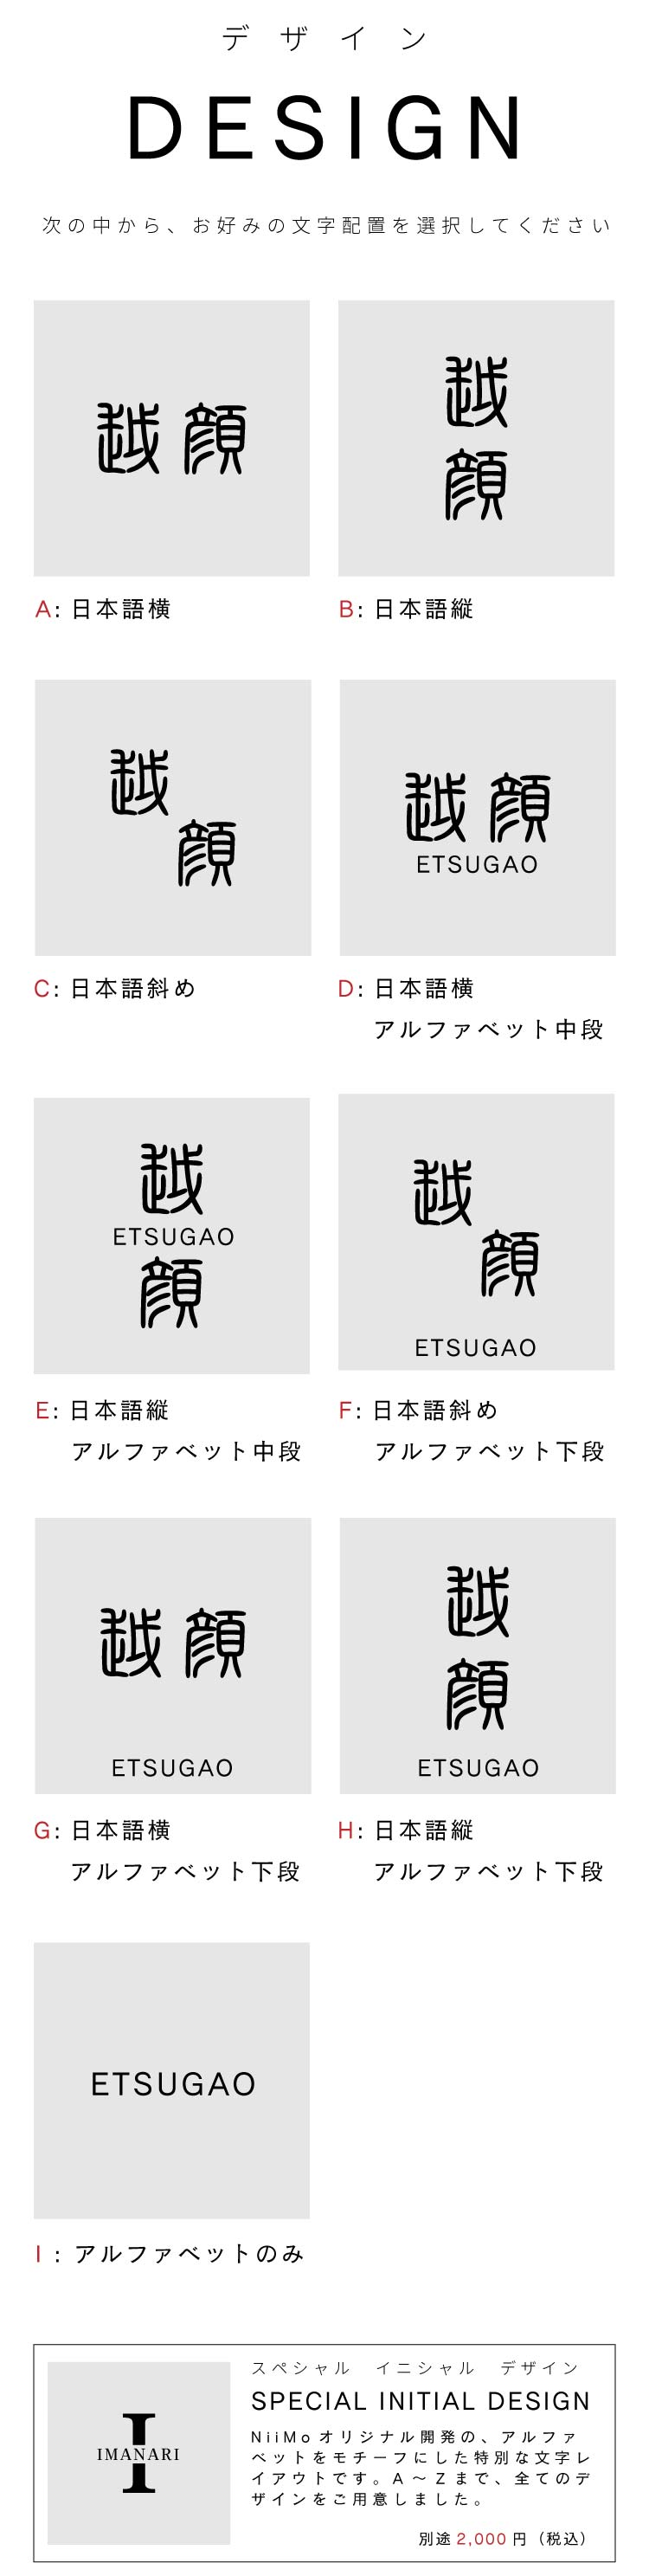 デザイン
DESIGN
次の中から、お好みの文字配置を選択してください
越顔
A: 日本語横
越
顔
B: 日本語縦
越
顔
C: 日本語斜め
越顔
ETSUGAO
D: 日本語横
アルファベット中段
越
ETSUGAO
顔
E: 日本語縦
アルファベット中段
越
顔
ETSUGAO
F: 日本語斜め
アルファベット下段
越顔
ETSUGAO
G: 日本語横
アルファベット下段
越
顔
ETSUGAO
H: 日本語縦
アルファベット下段
ETSUGAO
I : アルファベットのみ
I
IMANARI
スペシャル イニシャル デザイン
SPECIAL INITIAL DESIGN
NiiMoオリジナル開発の、アルファ
ベットをモチーフにした特別な文字レ
イアウトです。A〜Zまで、全てのデ
ザインをご用意しました。
別途 2,000 円（税込）